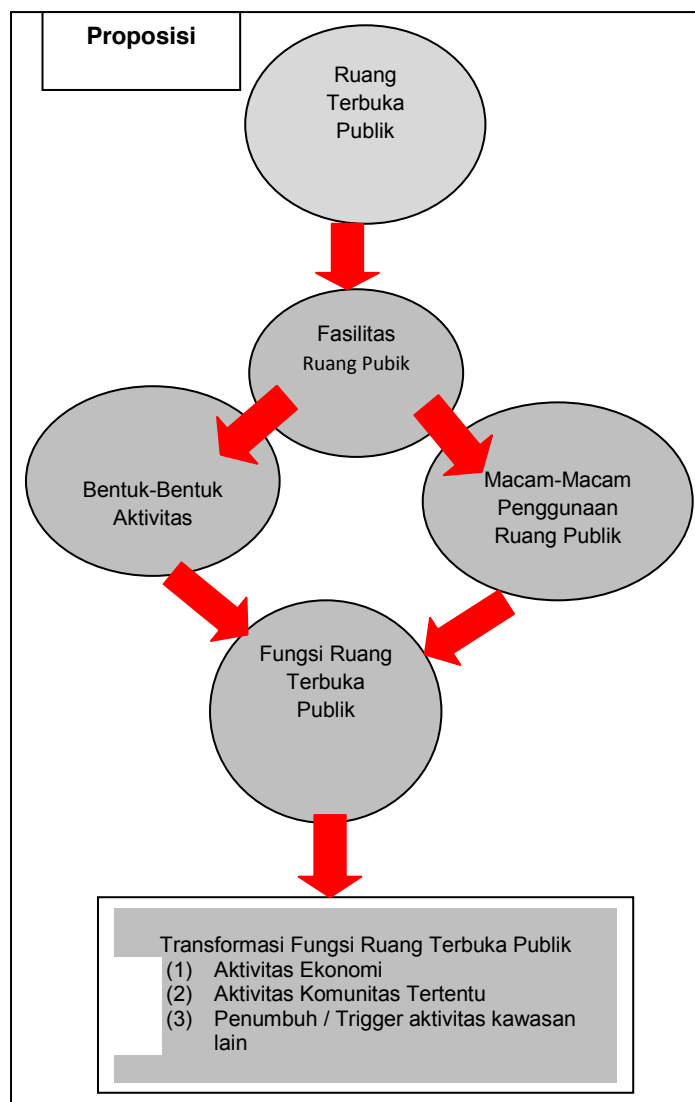 Proposisi
Ruang
Terbuka
Publik
Fasilitas
Ruang Pubik
Bentuk-Bentuk
Aktivitas
Macam-Macam
Penggunaan
Ruang Publik
Fungsi Ruang
Terbuka
Publik
Transformasi Fungsi Ruang Terbuka Publik
(1) Aktivitas Ekonomi
(2) Aktivitas Komunitas Tertentu
(3) Penumbuh / Trigger aktivitas kawasan
lain